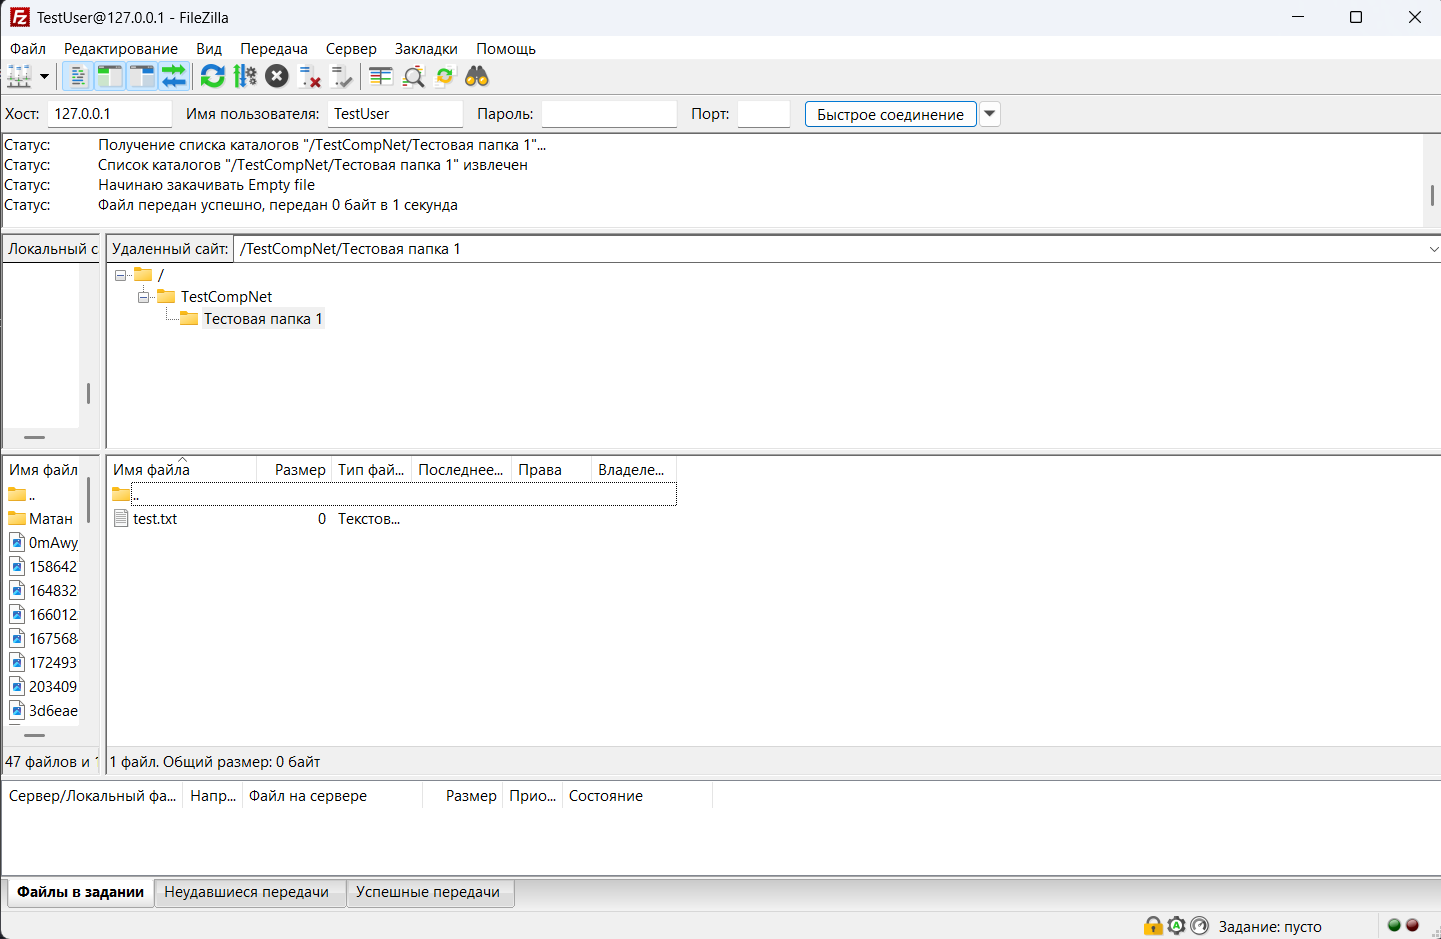 TestUser@127.0.0.1 - FileZilla
Файл Редактирование Вид Передача Сервер Закладки Помощь
Хост: 127.0.0.1 Имя пользователя: TestUser Пароль: Порт: Быстрое соединение
Статус: Получение списка каталогов "/TestCompNet/Тестовая папка 1"...
Статус: Список каталогов "/TestCompNet/Тестовая папка 1" извлечен
Статус: Начинаю закачивать Empty file
Статус: Файл передан успешно, передан 0 байт в 1 секунда
Локальный с Удаленный сайт: /TestCompNet/Тестовая папка 1
/
TestCompNet
Тестовая папка 1
Имя файл
..
Матан
0mAwy
158642
164832
166012
167568
172493
203409
3d6eae
47 файлов и 1
Имя файла Размер Тип фай... Последнее... Права Владеле...
..
test.txt 0 Текстов...
1 файл. Общий размер: 0 байт
Сервер/Локальный фа... Напр... Файл на сервере Размер Прио... Состояние
Файлы в задании Неудавшиеся передачи Успешные передачи
Задание: пусто